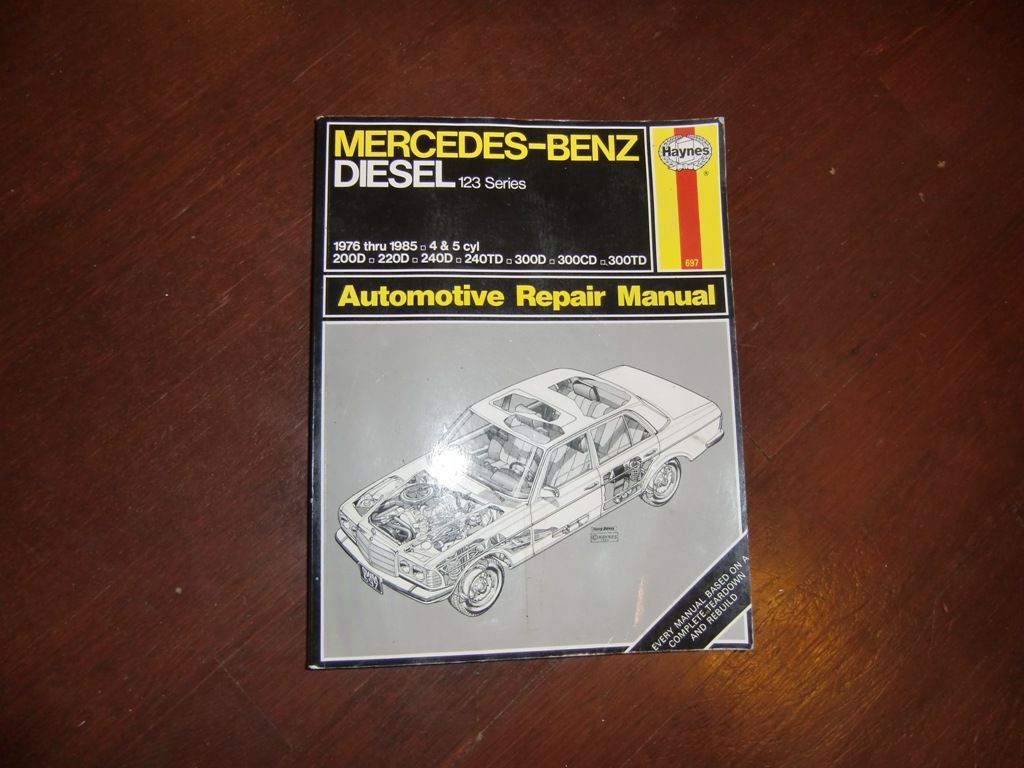 MERCEDES-BENZ
DIESEL 123 Series
1976 thru 1985 ▫ 4 & 5 cyl
200D ▫ 220D ▫ 240D ▫ 240TD ▫ 300D ▫ 300CD ▫ 300TD
Haynes
®
697
Automotive Repair Manual
EVERY MANUAL BASED ON A
COMPLETE TEARDOWN
AND REBUILD